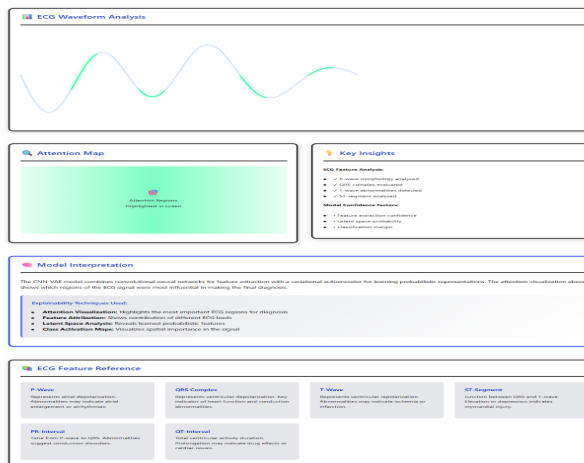 ECG Waveform Analysis
Attention Map
Attention Regions
Highlighted in Green
Key Insights
ECG Feature Analysis:
✓ P-wave morphology analyzed
✓ QRS complex evaluated
✓ T-wave abnormalities detected
✓ ST-segment analyzed
Model Confidence Factors:
• Feature extraction confidence
• Latent space probability
• Classification margin
Model Interpretation
The CNN-VAE model combines convolutional neural networks for feature extraction with a variational autoencoder for learning probabilistic representations. The attention visualization above
shows which regions of the ECG signal were most influential in making the final diagnosis.
Explainability Techniques Used:
Attention Visualization: Highlights the most important ECG regions for diagnosis
Feature Attribution: Shows contribution of different ECG leads
Latent Space Analysis: Reveals learned probabilistic features
Class Activation Maps: Visualizes spatial importance in the signal
ECG Feature Reference
P-Wave
Represents atrial depolarization.
Abnormalities may indicate atrial
enlargement or arrhythmias.
QRS Complex
Represents ventricular depolarization. Key
indicator of heart function and conduction
abnormalities.
T-Wave
Represents ventricular repolarization.
Abnormalities may indicate ischemia or
infarction.
ST-Segment
Junction between QRS and T-wave.
Elevation or depression indicates
myocardial injury.
PR-Interval
Time from P-wave to QRS. Abnormalities
suggest conduction disorders.
QT-Interval
Total ventricular activity duration.
Prolongation may indicate drug effects or
cardiac issues.